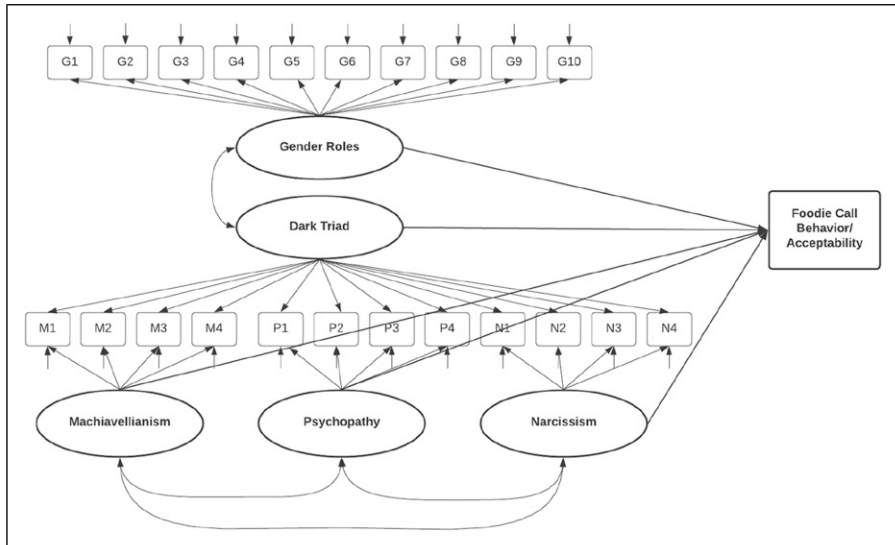 G1 G2 G3 G4 G5 G6 G7 G8 G9 G10
Gender Roles
Dark Triad
Foodie Call
Behavior/
Acceptability
M1 M2 M3 M4 P1 P2 P3 P4 N1 N2 N3 N4
Machiavellianism Psychopathy Narcissism